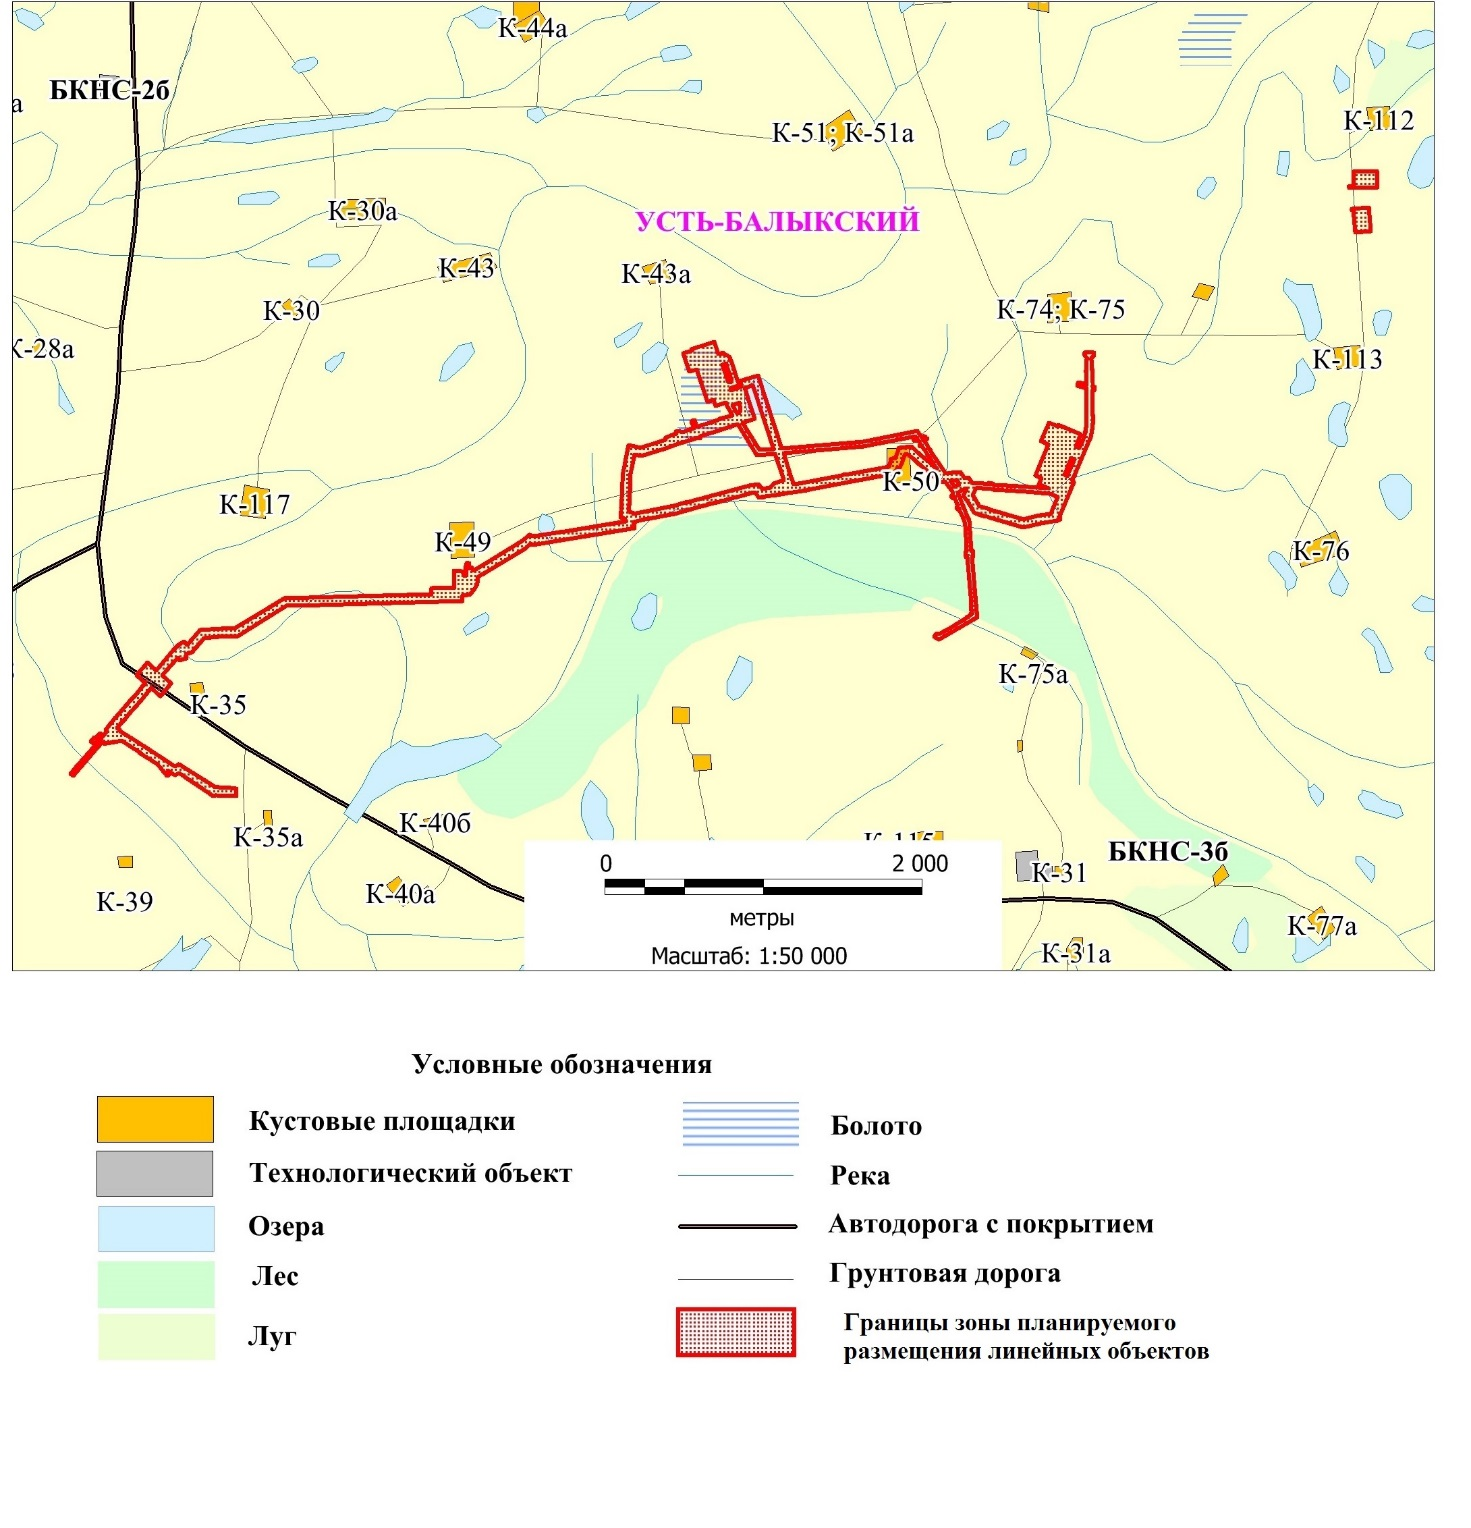 К-44а
БКНС-2б
а
К-51; К-51а
К-112
К-30а
УСТЬ-БАЛЫКСКИЙ
К-43
К-43а
К-30
К-74; К-75
К-28а
К-113
К-117
К-50
К-49
К-76
К-75а
К-35
К-35а
К-40б
К-115
БКНС-3б
0 2 000
К-31
К-39
К-40а
метры
К-77а
Масштаб: 1:50 000
К-31а
Условные обозначения
Кустовые площадки
Технологический объект
Озера
Лес
Луг
Болото
Река
Автодорога с покрытием
Грунтовая дорога
Границы зоны планируемого
размещения линейных объектов